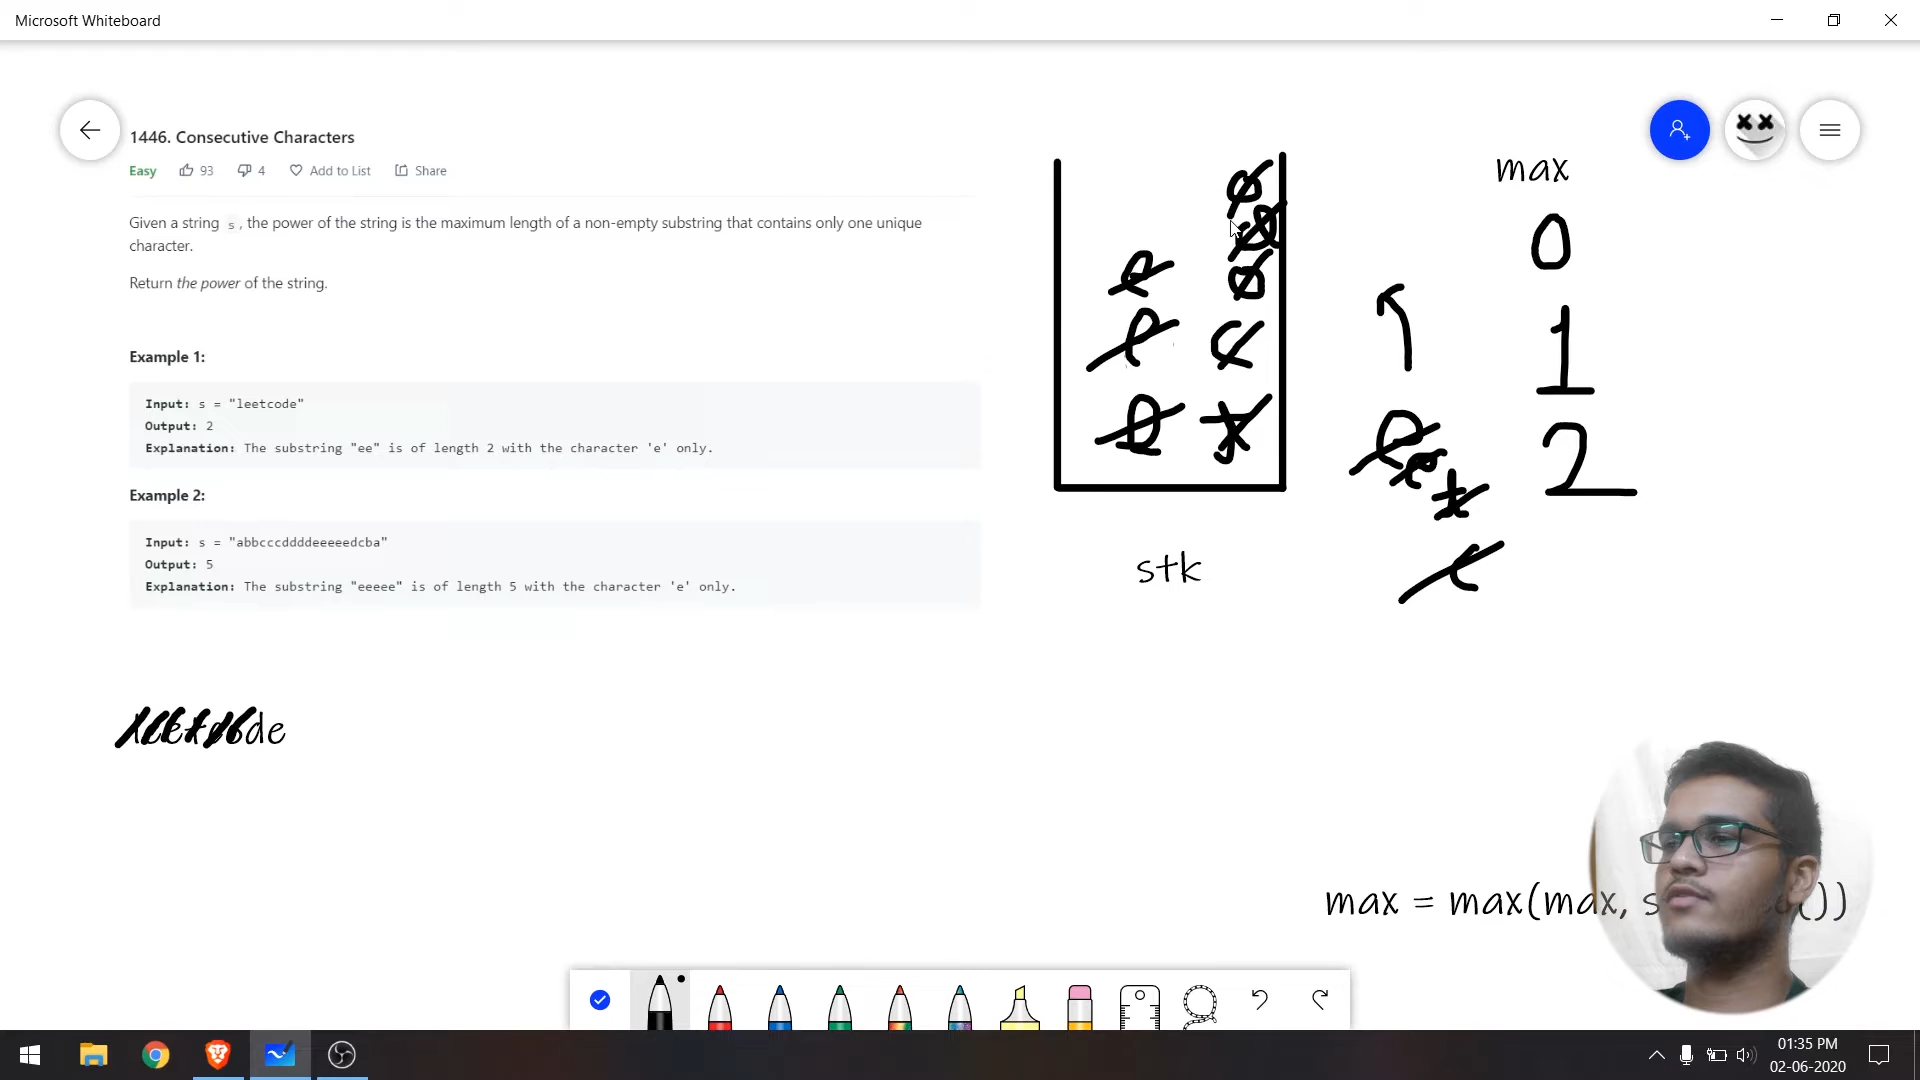 Microsoft Whiteboard
1446. Consecutive Characters
Easy 93 4 Add to List Share
Given a string s, the power of the string is the maximum length of a non-empty substring that contains only one unique
character.
Return the power of the string.
Example 1:
Input: s = "leetcode"
Output: 2
Explanation: The substring "ee" is of length 2 with the character 'e' only.
Example 2:
Input: s = "abbcccddddeeeeedcba"
Output: 5
Explanation: The substring "eeeee" is of length 5 with the character 'e' only.
leetcode
stk
max
0
1
2
max = max(max, s ())
01:35 PM
02-06-2020